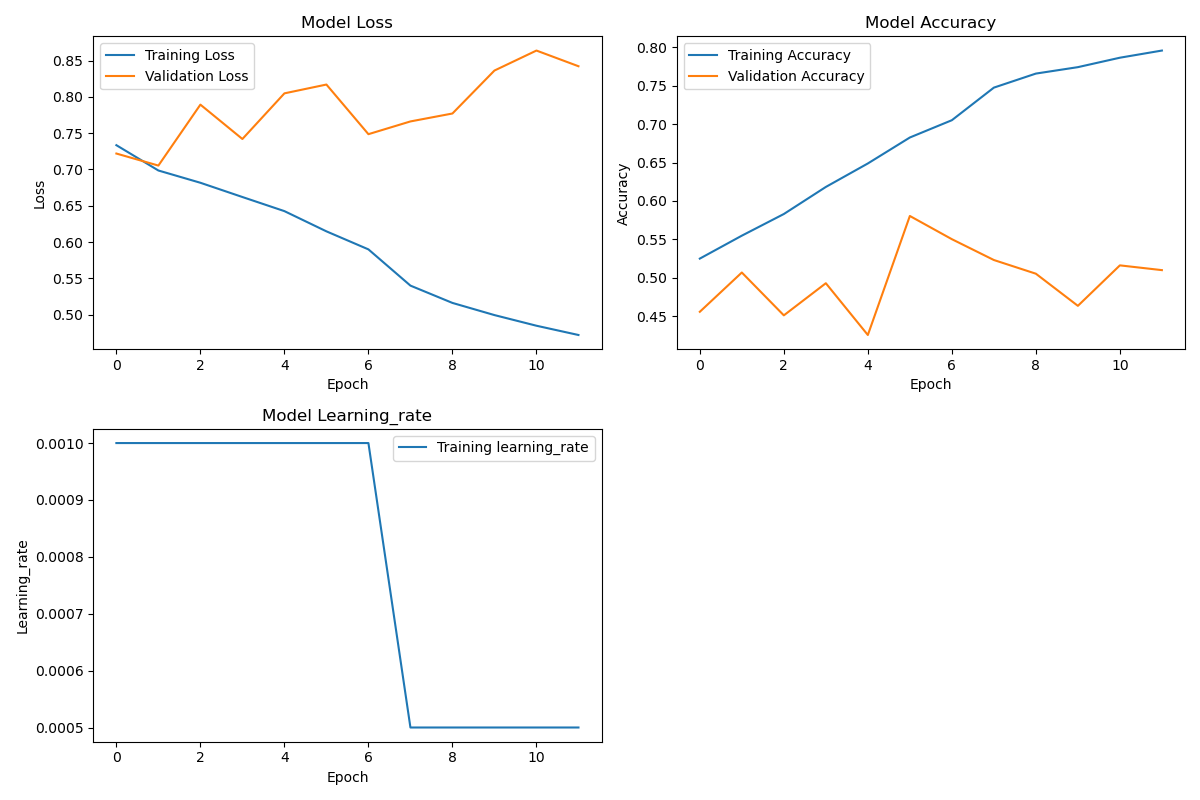 Model Loss
Training Loss
Validation Loss
0.85
0.80
0.75
0.70
0.65
0.60
0.55
0.50
Loss
0 2 4 6 8 10
Epoch
Model Accuracy
Training Accuracy
Validation Accuracy
0.80
0.75
0.70
0.65
0.60
0.55
0.50
0.45
Accuracy
0 2 4 6 8 10
Epoch
Model Learning_rate
Training learning_rate
0.0010
0.0009
0.0008
0.0007
0.0006
0.0005
Learning_rate
0 2 4 6 8 10
Epoch